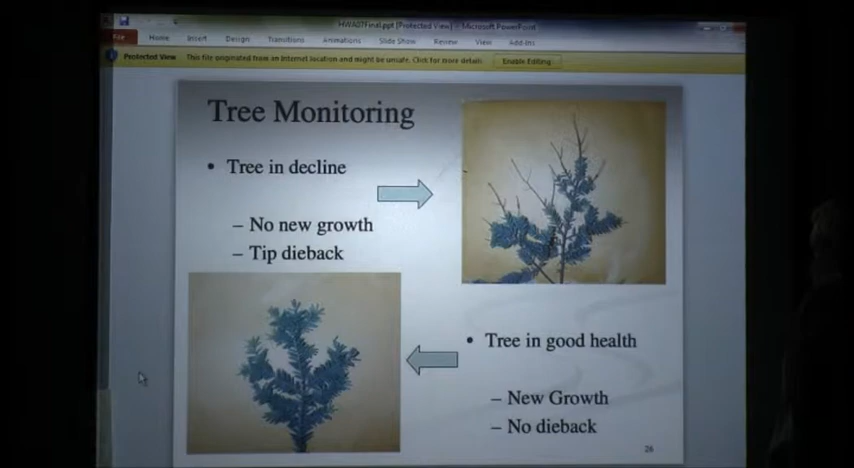 HWA07Final.ppt [Protected View] - Microsoft PowerPoint
File Home Insert Design Transitions Animations Slide Show Review View Add-Ins
Protected View This file originated from an Internet location and might be unsafe. Click for more details. Enable Editing
Tree Monitoring
• Tree in decline
– No new growth
– Tip dieback
• Tree in good health
– New Growth
– No dieback
26